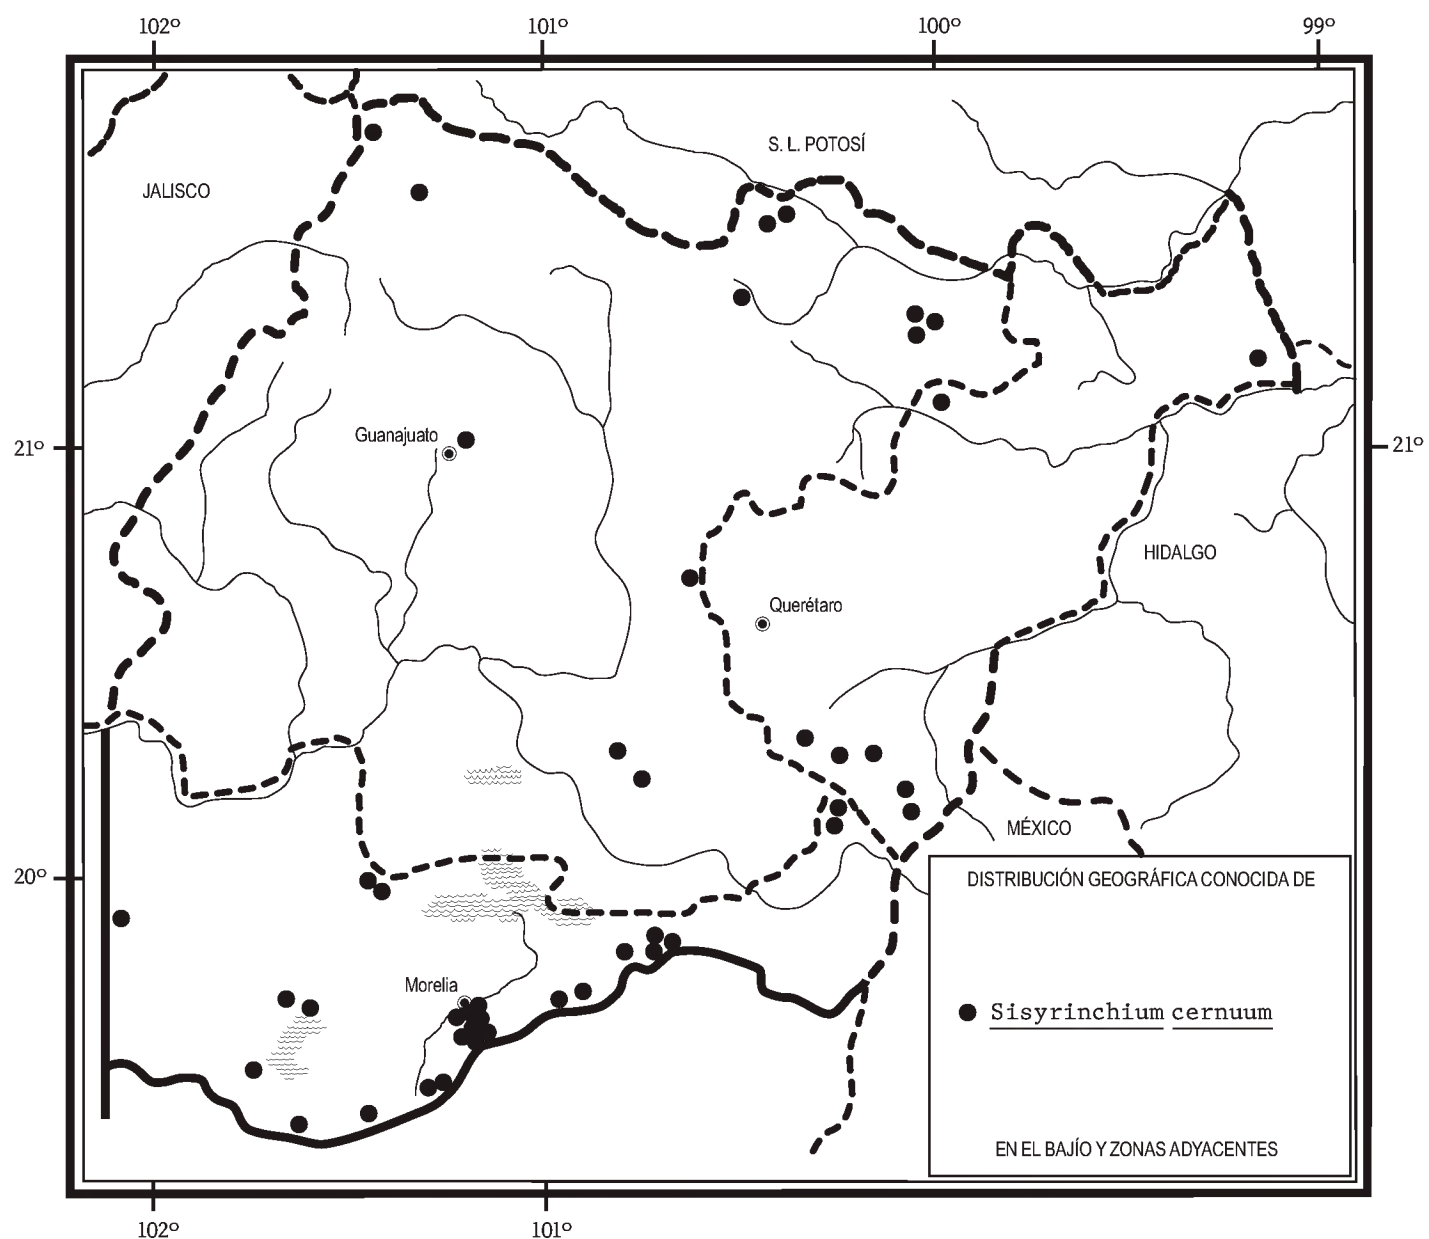 102º 101º 100º 99º
S. L. POTOSÍ
JALISCO
Guanajuato
21º 21º
HIDALGO
Querétaro
MÉXICO
20º
DISTRIBUCIÓN GEOGRÁFICA CONOCIDA DE
Morelia
Sisyrinchium cernuum
EN EL BAJÍO Y ZONAS ADYACENTES
102º 101º